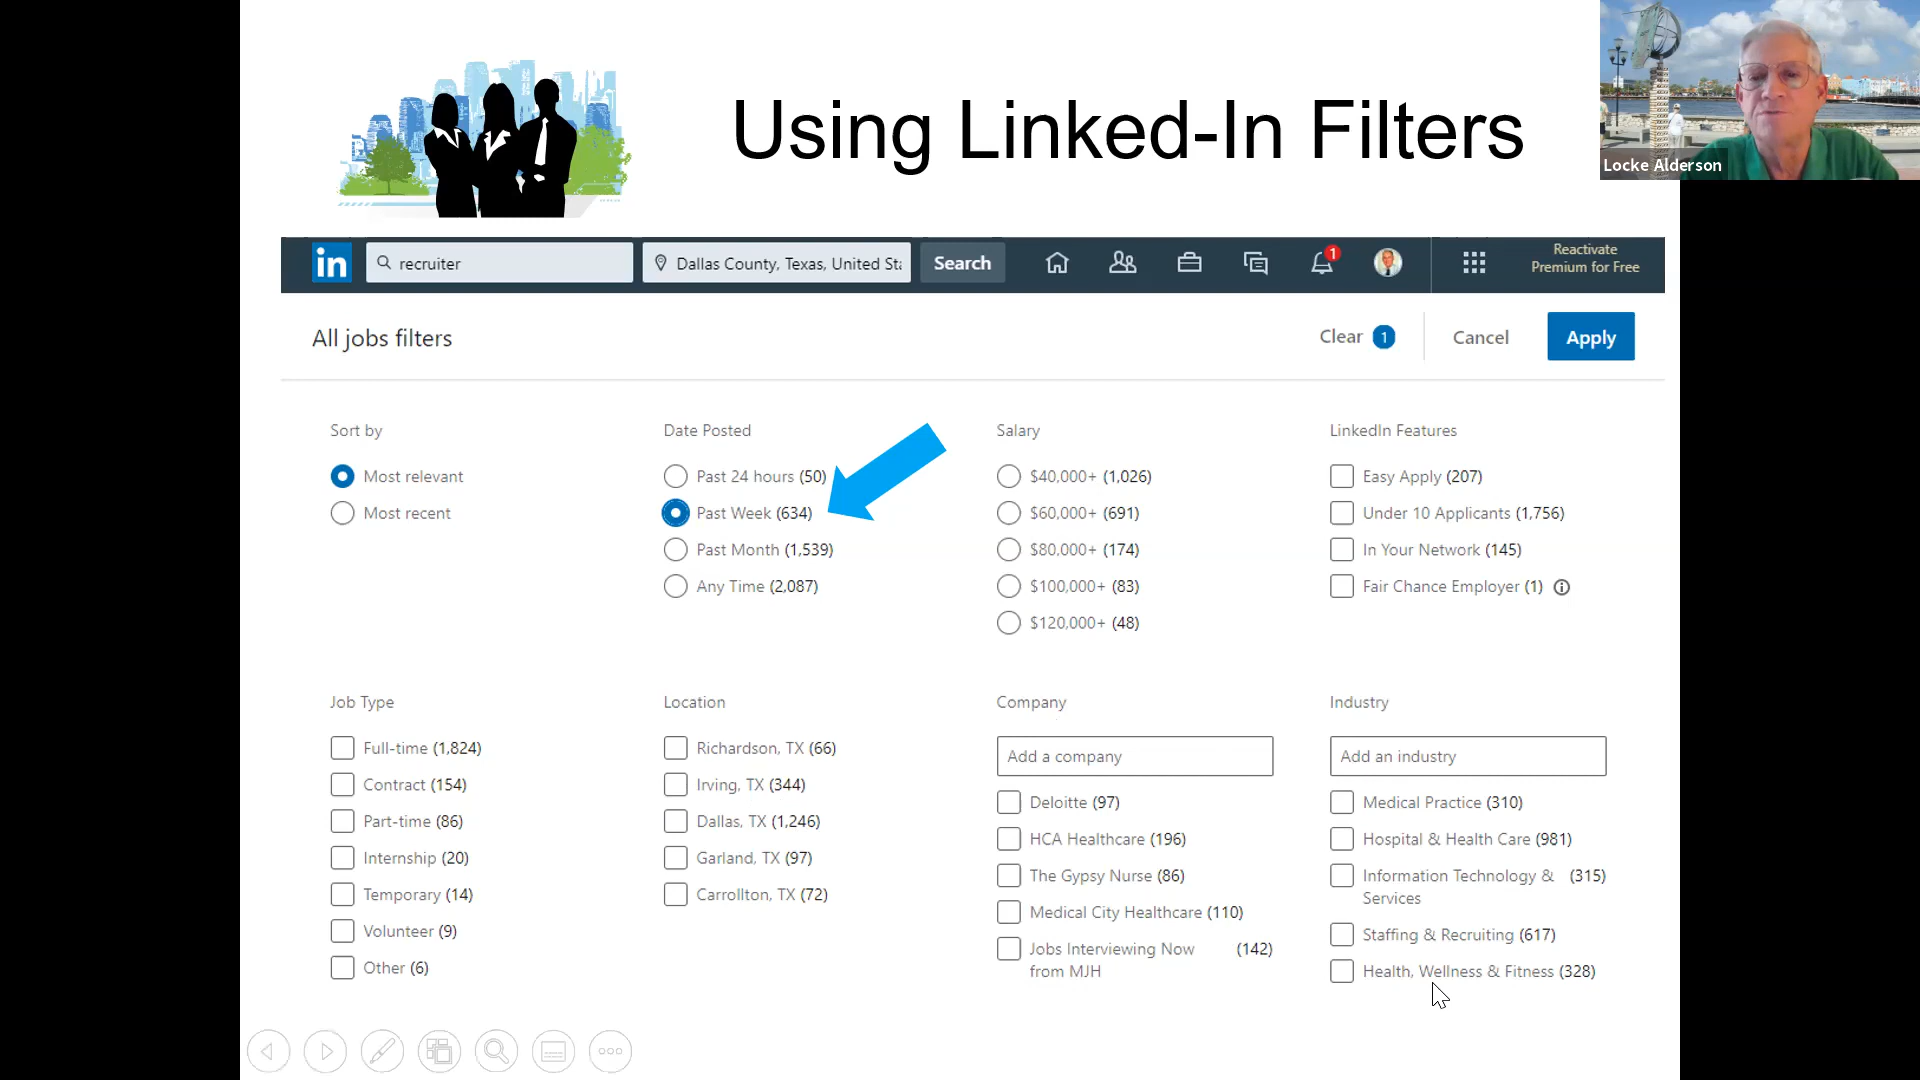 Using Linked-In Filters
Locke Alderson
in
recruiter
Dallas County, Texas, United Sta
Search
1
Reactivate
Premium for Free
All jobs filters
Clear 1
Cancel
Apply
Sort by
Most relevant
Most recent
Date Posted
Past 24 hours (50)
Past Week (634)
Past Month (1,539)
Any Time (2,087)
Salary
$40,000+ (1,026)
$60,000+ (691)
$80,000+ (174)
$100,000+ (83)
$120,000+ (48)
LinkedIn Features
Easy Apply (207)
Under 10 Applicants (1,756)
In Your Network (145)
Fair Chance Employer (1)
Job Type
Full-time (1,824)
Contract (154)
Part-time (86)
Internship (20)
Temporary (14)
Volunteer (9)
Other (6)
Location
Richardson, TX (66)
Irving, TX (344)
Dallas, TX (1,246)
Garland, TX (97)
Carrollton, TX (72)
Company
Add a company
Deloitte (97)
HCA Healthcare (196)
The Gypsy Nurse (86)
Medical City Healthcare (110)
Jobs Interviewing Now (142)
from MJH
Industry
Add an industry
Medical Practice (310)
Hospital & Health Care (981)
Information Technology & (315)
Services
Staffing & Recruiting (617)
Health, Wellness & Fitness (328)